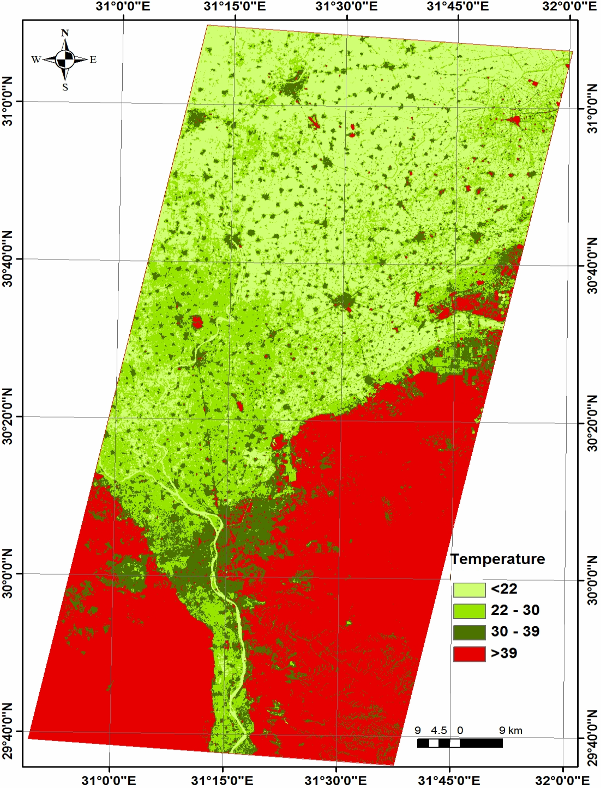 31°0'0"E 31°15'0"E 31°30'0"E 31°45'0"E 32°0'0"E
N
W E
S
31°0'0"N 31°0'0"N
30°40'0"N 30°40'0"N
30°20'0"N 30°20'0"N
30°0'0"N 30°0'0"N
29°40'0"N 29°40'0"N
Temperature
<22
22 - 30
30 - 39
>39
9 4.5 0 9 km
31°0'0"E 31°15'0"E 31°30'0"E 31°45'0"E 32°0'0"E